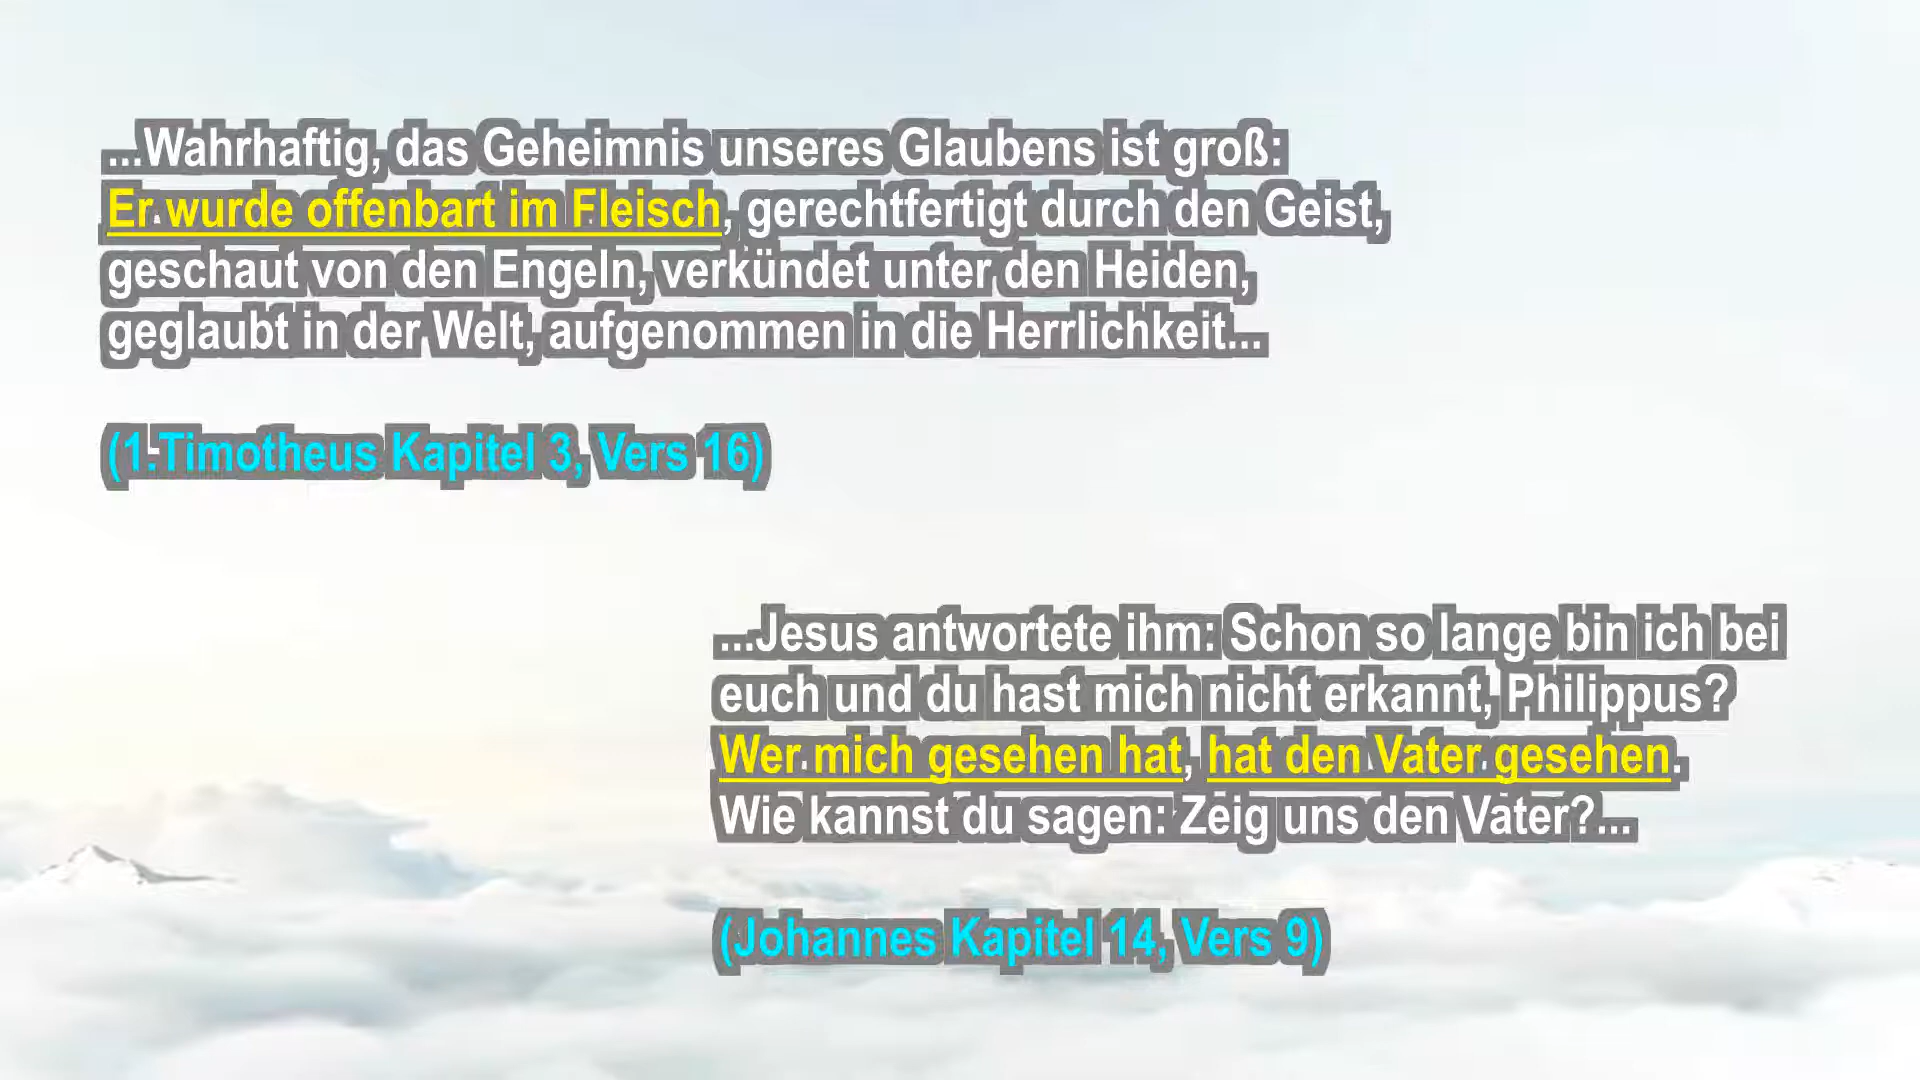 ...Wahrhaftig, das Geheimnis unseres Glaubens ist groß:
Er wurde offenbart im Fleisch, gerechtfertigt durch den Geist,
geschaut von den Engeln, verkündet unter den Heiden,
geglaubt in der Welt, aufgenommen in die Herrlichkeit...
(1.Timotheus Kapitel 3, Vers 16)
...Jesus antwortete ihm: Schon so lange bin ich bei
euch und du hast mich nicht erkannt, Philippus?
Wer mich gesehen hat, hat den Vater gesehen.
Wie kannst du sagen: Zeig uns den Vater?...
(Johannes Kapitel 14, Vers 9)